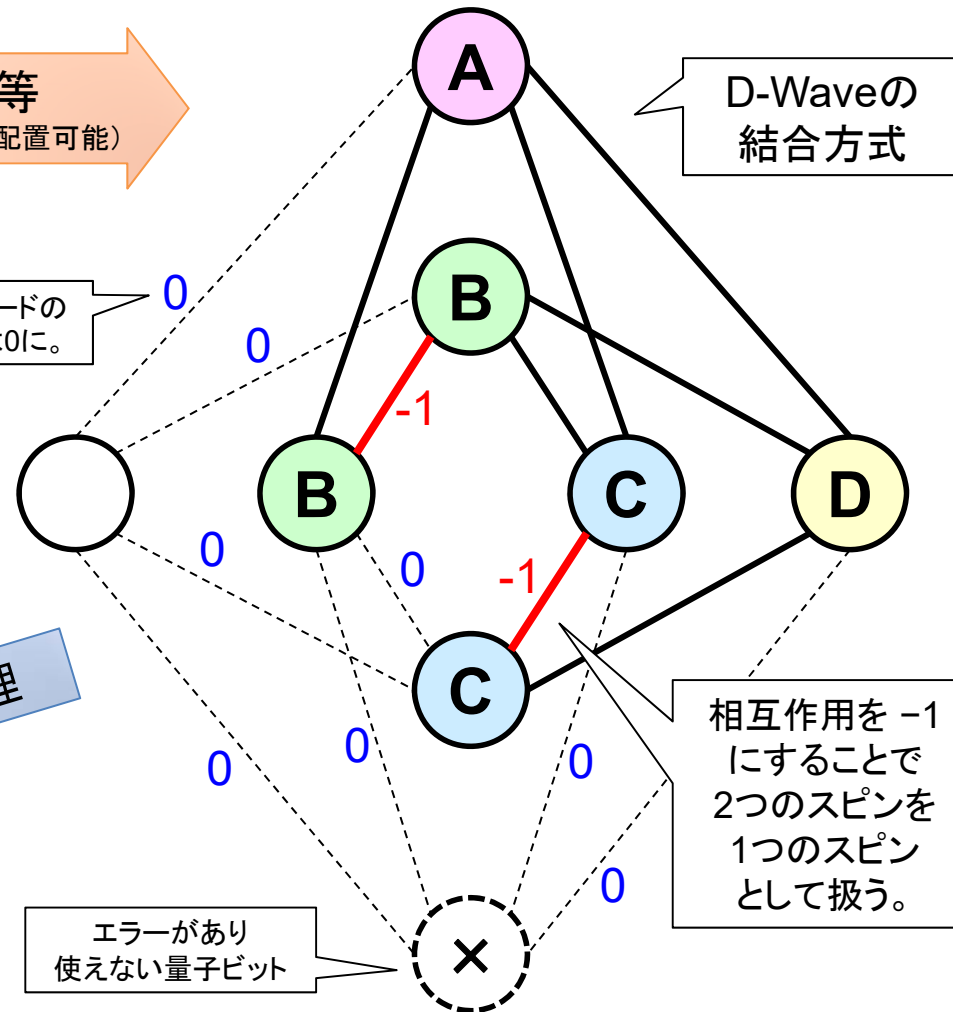 等
配置可能）
A
D-Waveの
結合方式
ードの
0に。
0
0
B
-1
B
C
D
0
0
-1
理
C
0
0
0
0
相互作用を －1
にすることで
2つのスピンを
1つのスピン
として扱う。
エラーがあり
使えない量子ビット
×